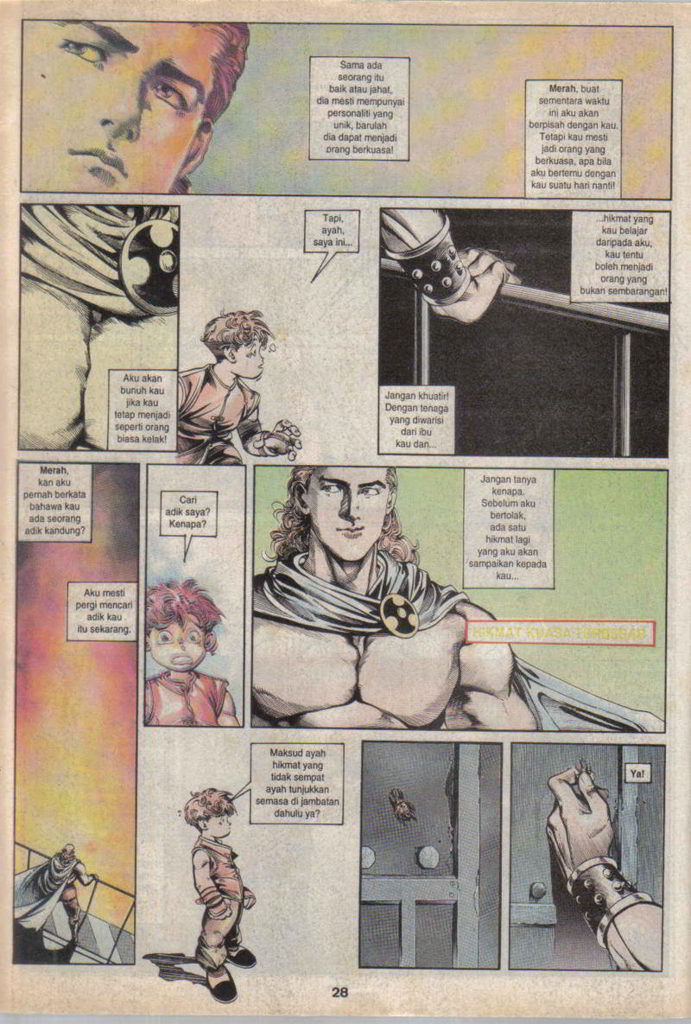 Sama ada
seorang itu
baik atau jahat,
dia mesti mempunyai
personaliti yang
unik, barulah
dia dapat menjadi
orang berkuasa!
Merah, buat
sementara waktu
ini aku akan
berpisah dengan kau.
Tetapi kau mesti
jadi orang yang
berkuasa, apa bila
aku bertemu dengan
kau suatu hari nanti!
Aku akan
bunuh kau
jika kau
tetap menjadi
seperti orang
biasa kelak!
Tapi,
ayah,
saya ini...
...hikmat yang
kau belajar
daripada aku,
kau tentu
boleh menjadi
orang yang
bukan sembarangan!
Jangan khuatir!
Dengan tenaga
yang diwarisi
dari ibu
kau dan...
Merah,
kan aku
pernah berkata
bahawa kau
ada seorang
adik kandung?
Aku mesti
pergi mencari
adik kau
itu sekarang.
Cari
adik saya?
Kenapa?
Jangan tanya
kenapa.
Sebelum aku
bertolak,
ada satu
hikmat lagi
yang aku akan
sampaikan kepada
kau...
HIKMAT KUASA TUMBESAR
Maksud ayah
hikmat yang
tidak sempat
ayah tunjukkan
semasa di jambatan
dahulu ya?
Ya!
28